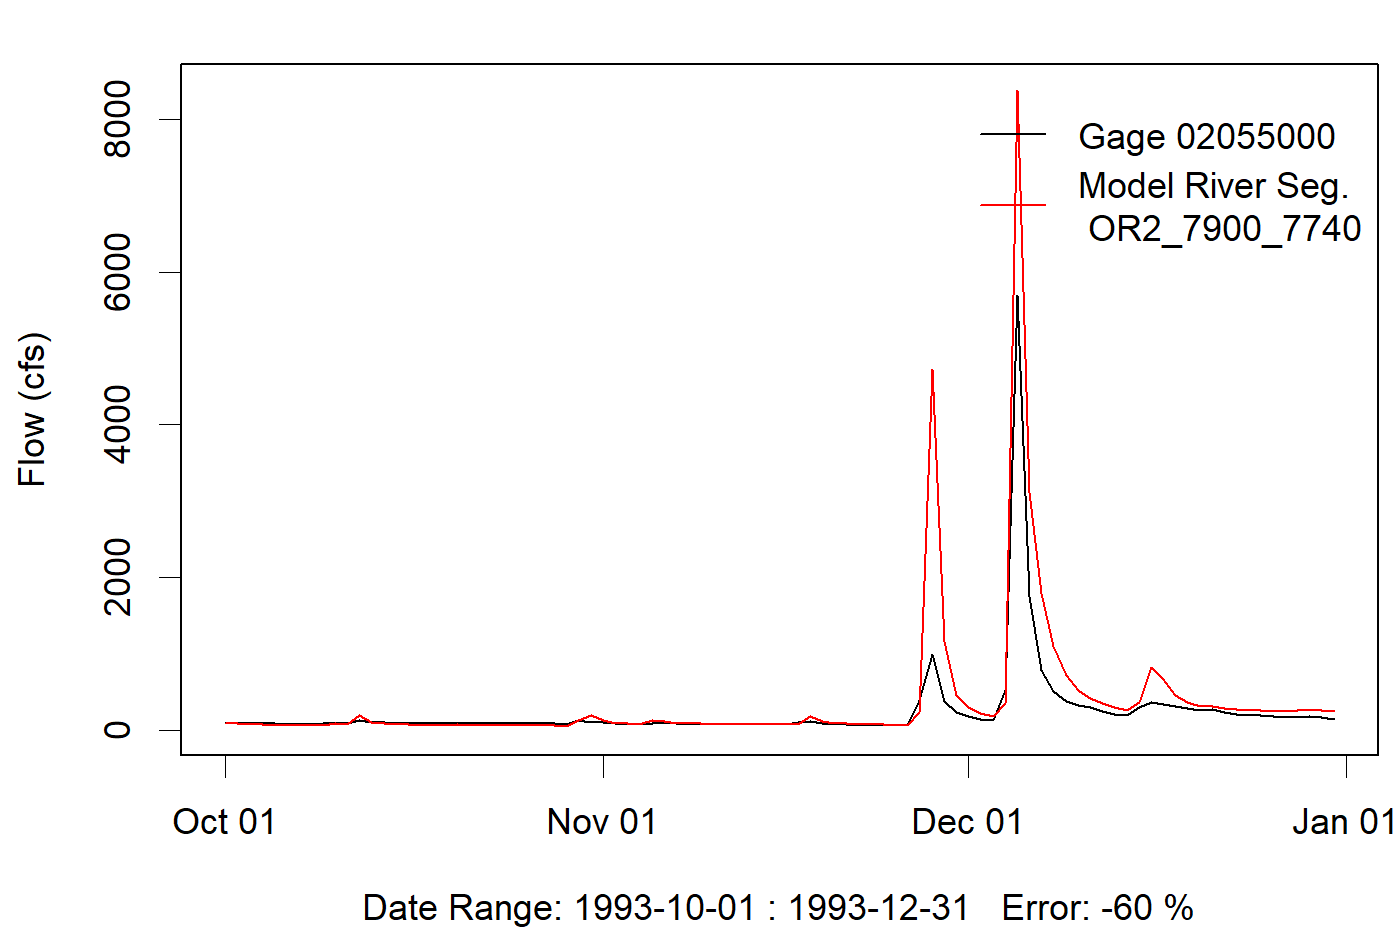 Flow (cfs)
8000
6000
4000
2000
0
Gage 02055000
Model River Seg.
OR2_7900_7740
Oct 01
Nov 01
Dec 01
Jan 01
Date Range: 1993-10-01 : 1993-12-31   Error: -60 %